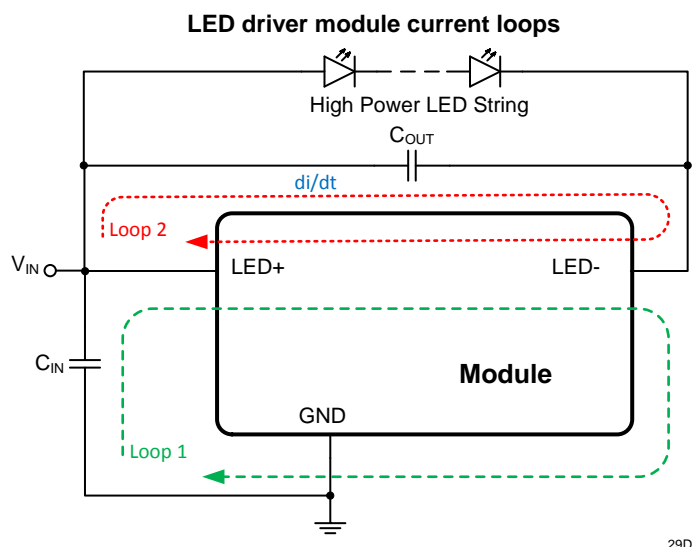 LED driver module current loops
High Power LED String
COUT
di/dt
Loop 2
VIN
LED+
LED-
CIN
Module
GND
Loop 1
29D